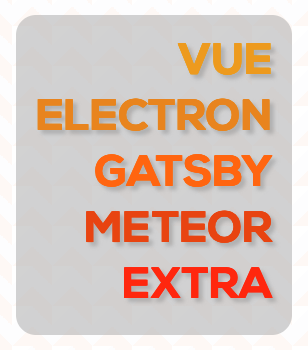 VUE
ELECTRON
GATSBY
METEOR
EXTRA